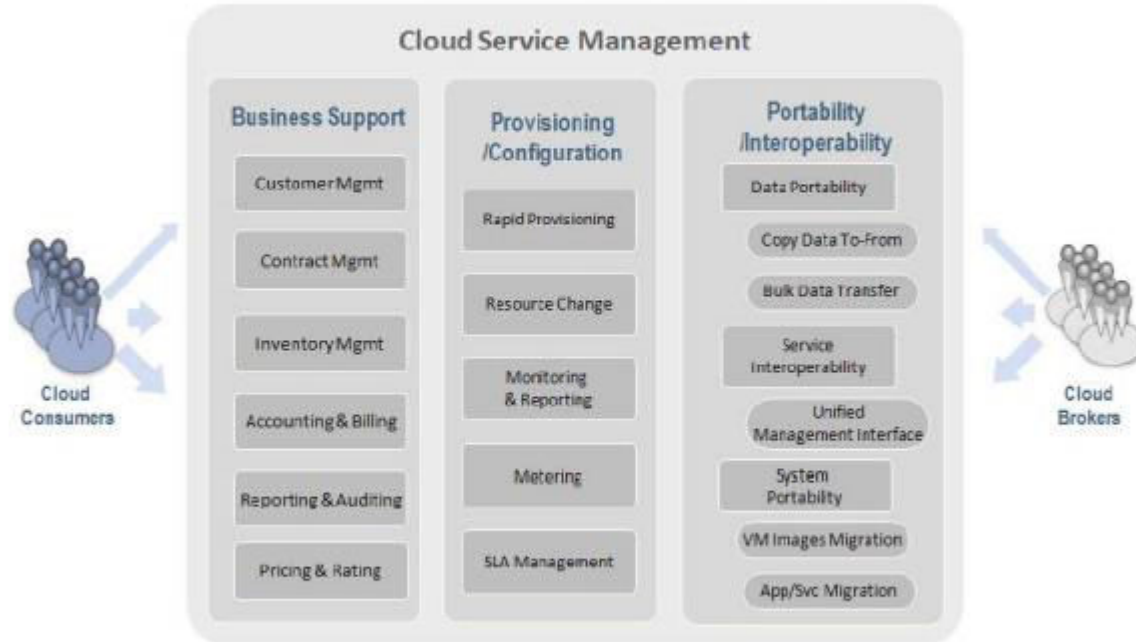 Cloud Service Management
Business Support
Customer Mgmt
Contract Mgmt
Inventory Mgmt
Accounting & Billing
Reporting & Auditing
Pricing & Rating
Provisioning
/Configuration
Rapid Provisioning
Resource Change
Monitoring
& Reporting
Metering
SLA Management
Portability
/Interoperability
Data Portability
Copy Data To-From
Bulk Data Transfer
Service
Interoperability
Unified
Management Interface
System
Portability
VM Images Migration
App/Svc Migration
Cloud
Consumers
Cloud
Brokers